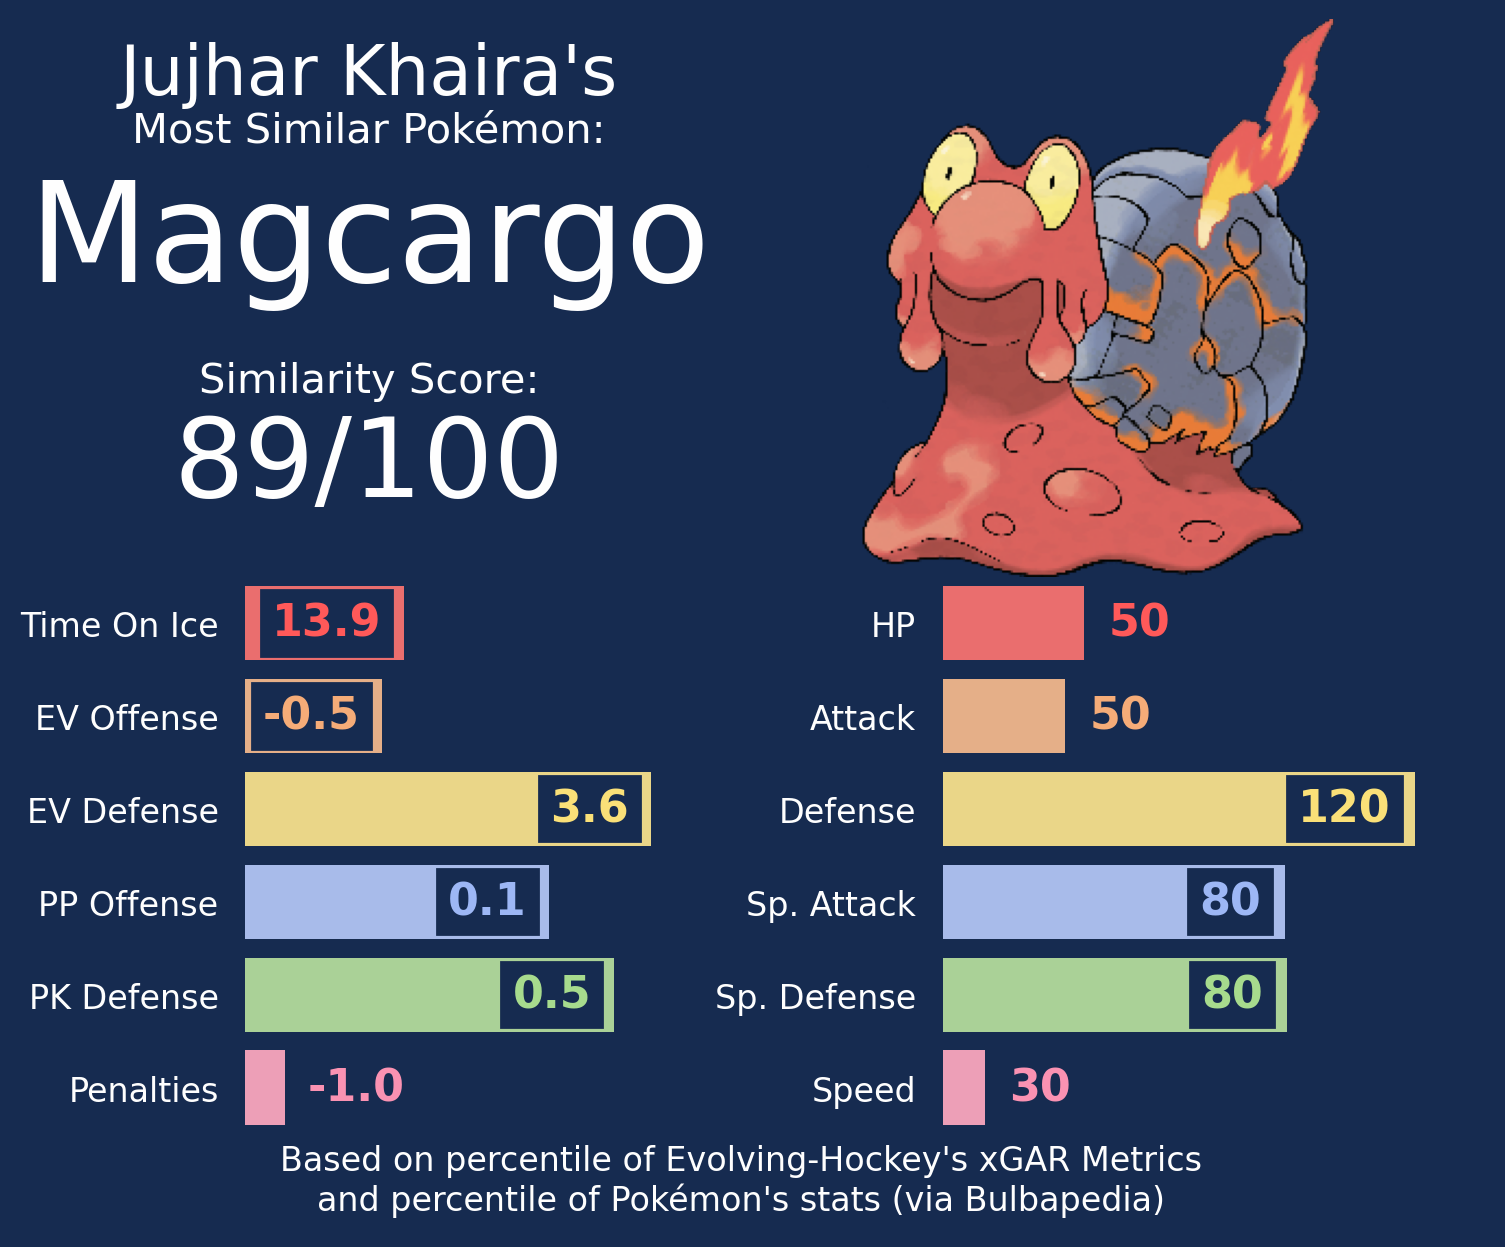 Jujhar Khaira's
Most Similar Pokémon:
Magcargo
Similarity Score:
89/100
Time On Ice 13.9
EV Offense -0.5
EV Defense 3.6
PP Offense 0.1
PK Defense 0.5
Penalties -1.0
HP 50
Attack 50
Defense 120
Sp. Attack 80
Sp. Defense 80
Speed 30
Based on percentile of Evolving-Hockey's xGAR Metrics
and percentile of Pokémon's stats (via Bulbapedia)